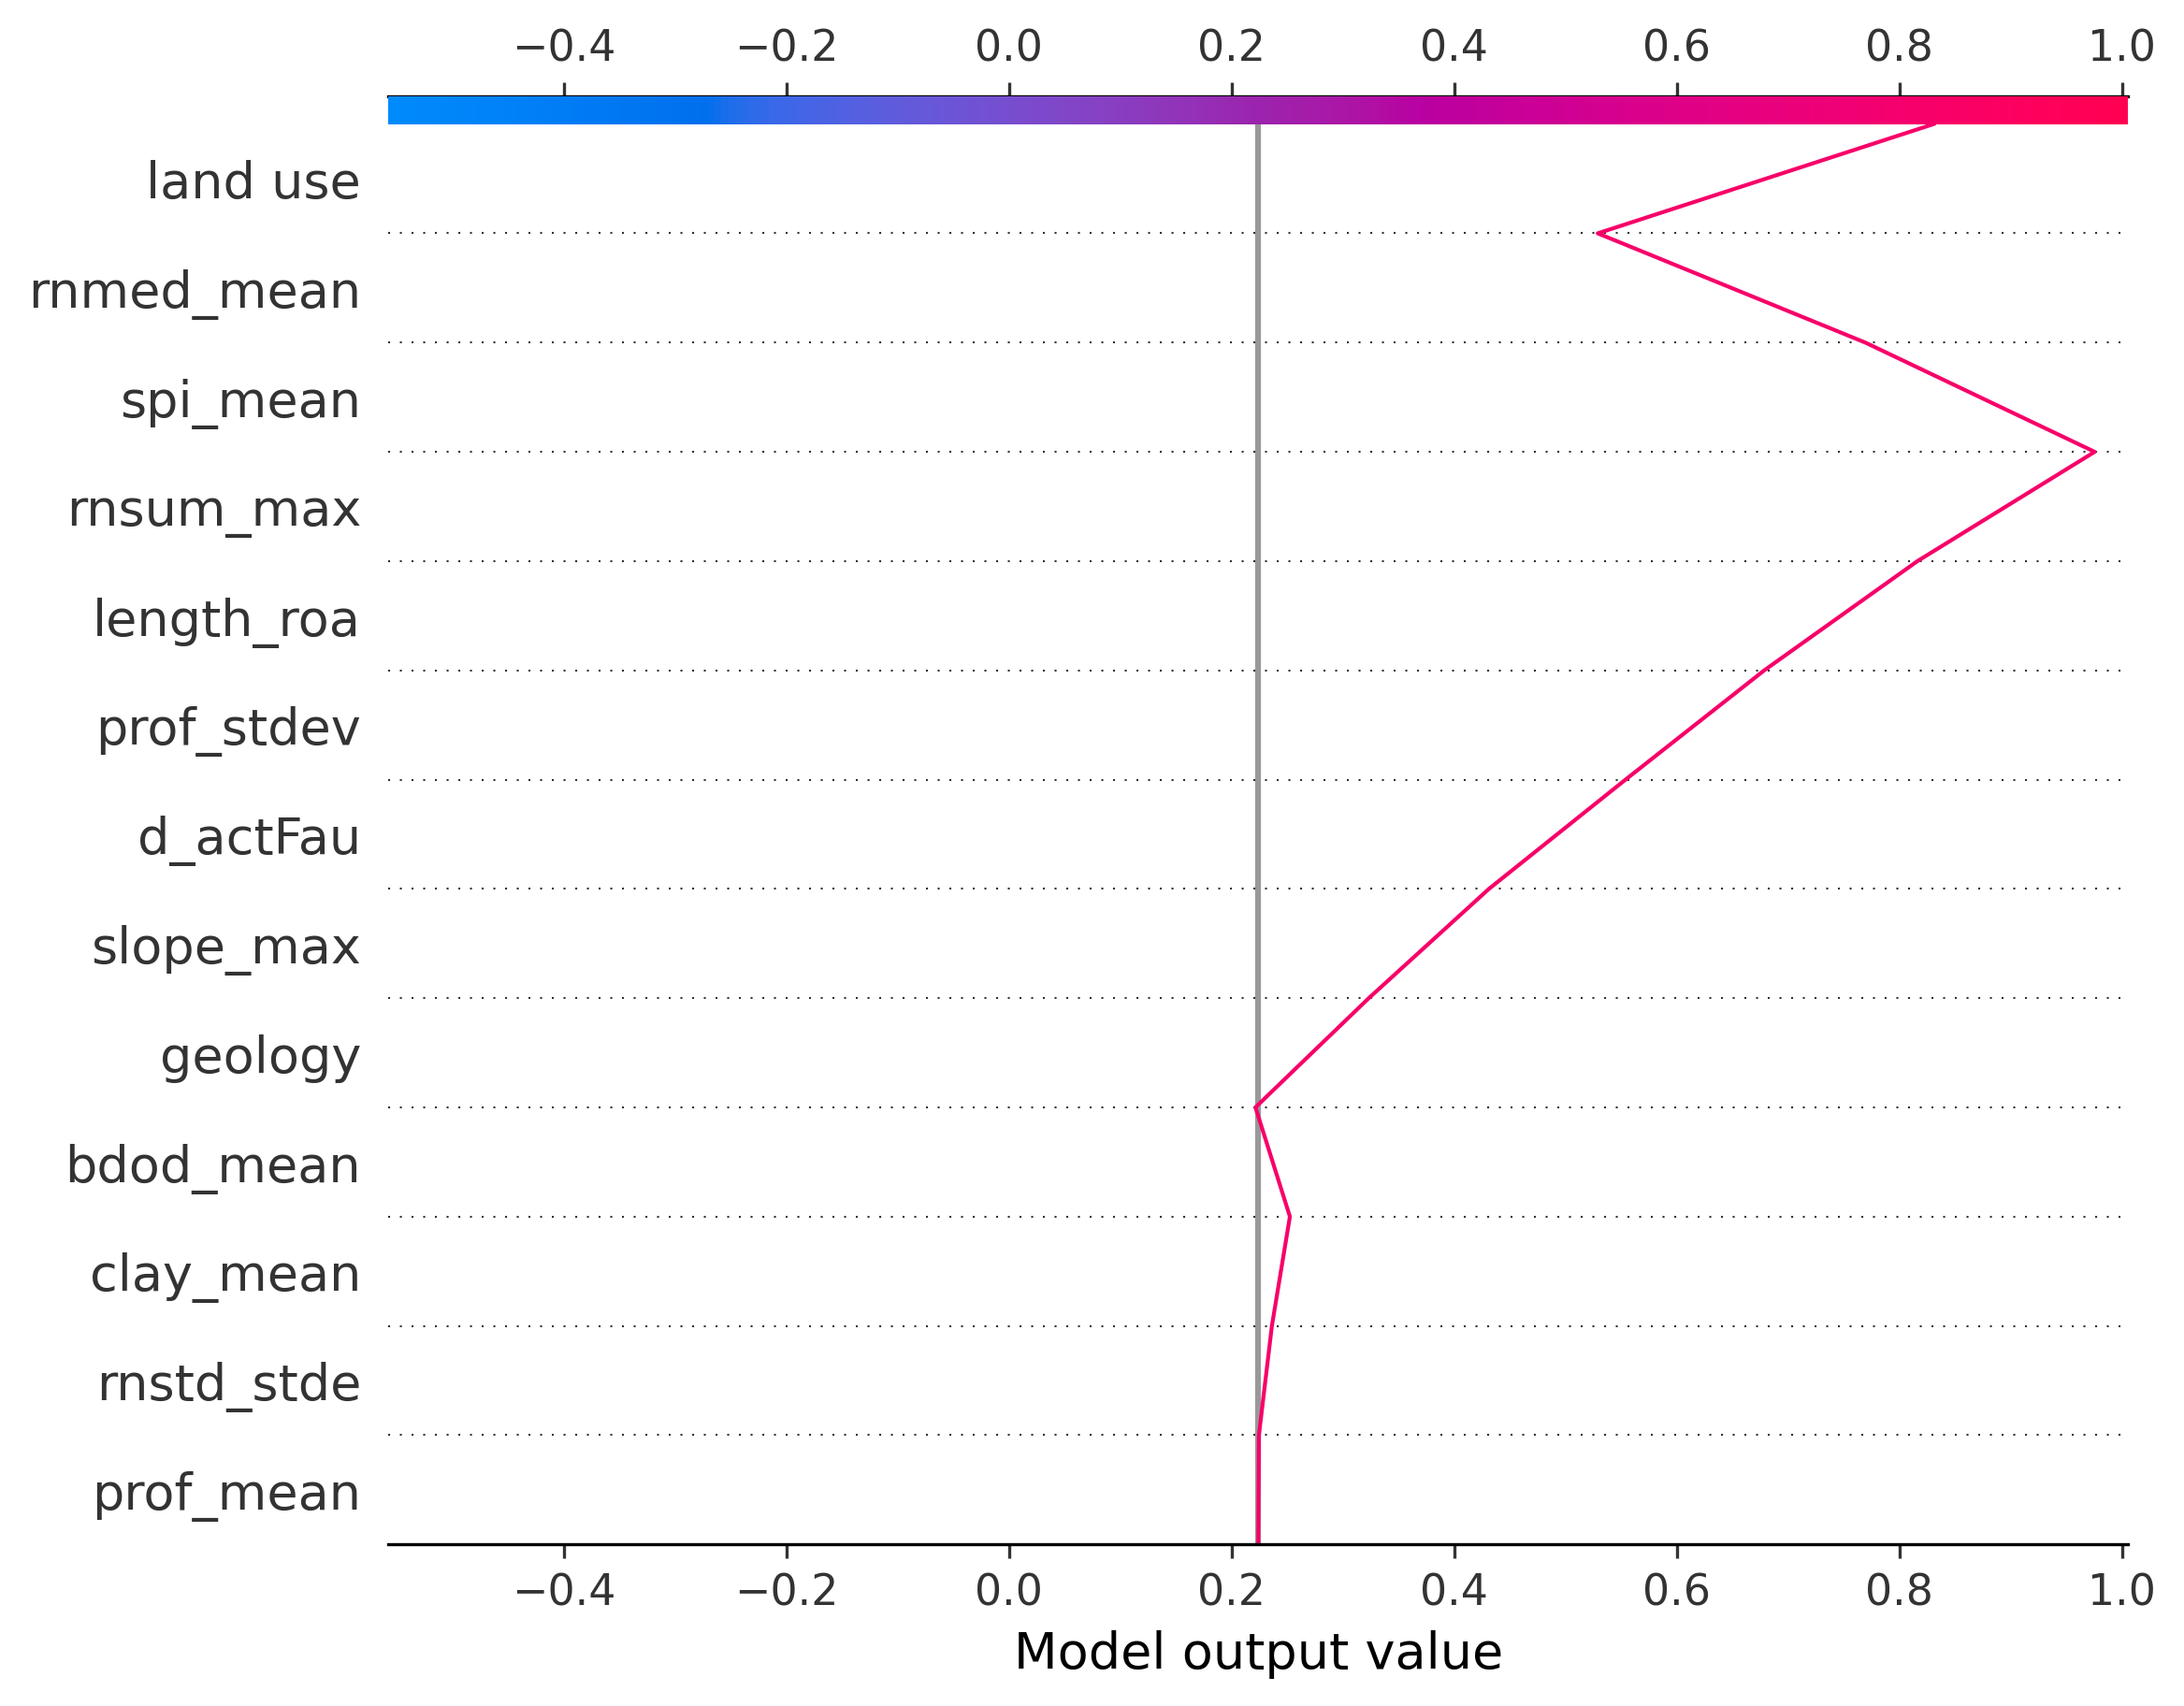 −0.4 −0.2 0.0 0.2 0.4 0.6 0.8 1.0
land use
rnmed_mean
spi_mean
rnsum_max
length_roa
prof_stdev
d_actFau
slope_max
geology
bdod_mean
clay_mean
rnstd_stde
prof_mean
−0.4 −0.2 0.0 0.2 0.4 0.6 0.8 1.0
Model output value